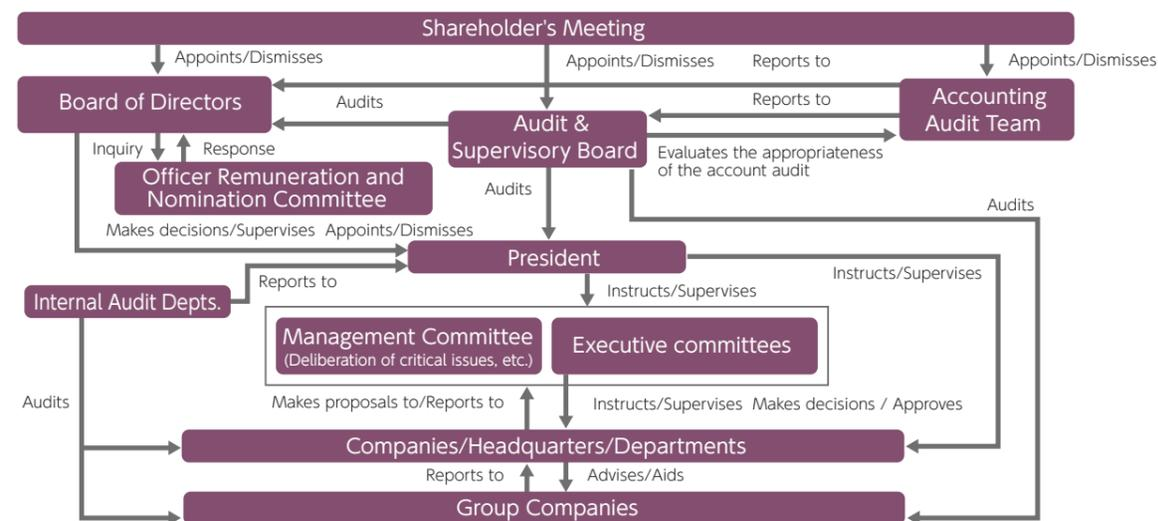 Shareholder's Meeting
Appoints/Dismisses
Appoints/Dismisses
Reports to
Appoints/Dismisses
Board of Directors
Audits
Reports to
Accounting
Audit Team
Audit &
Supervisory Board
Inquiry
Response
Evaluates the appropriateness
of the account audit
Officer Remuneration and
Nomination Committee
Audits
Audits
Makes decisions/Supervises Appoints/Dismisses
President
Instructs/Supervises
Reports to
Internal Audit Depts.
Instructs/Supervises
Management Committee
(Deliberation of critical issues, etc.)
Executive committees
Audits
Makes proposals to/Reports to
Instructs/Supervises Makes decisions / Approves
Companies/Headquarters/Departments
Reports to
Advises/Aids
Group Companies